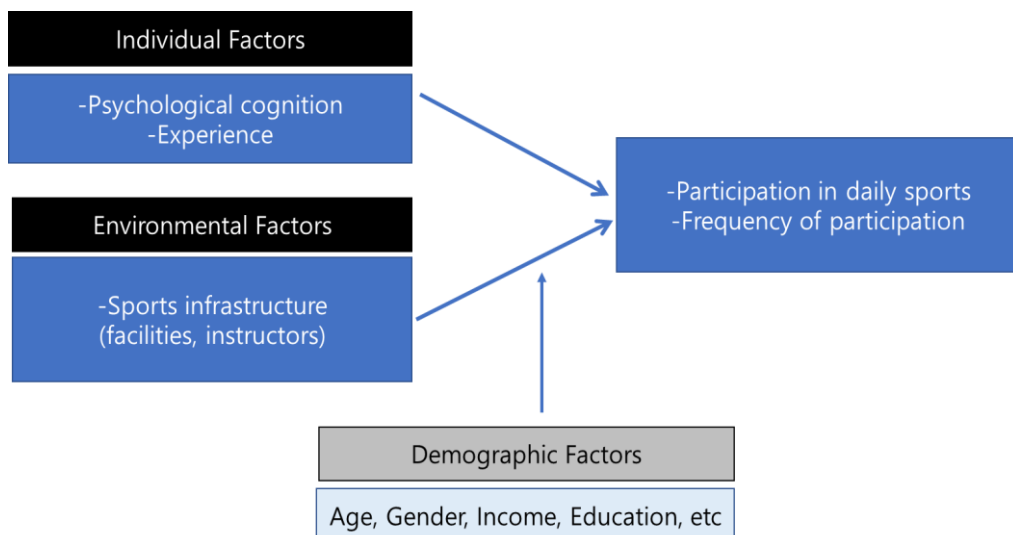 Individual Factors
-Psychological cognition
-Experience
Environmental Factors
-Sports infrastructure
(facilities, instructors)
-Participation in daily sports
-Frequency of participation
Demographic Factors
Age, Gender, Income, Education, etc